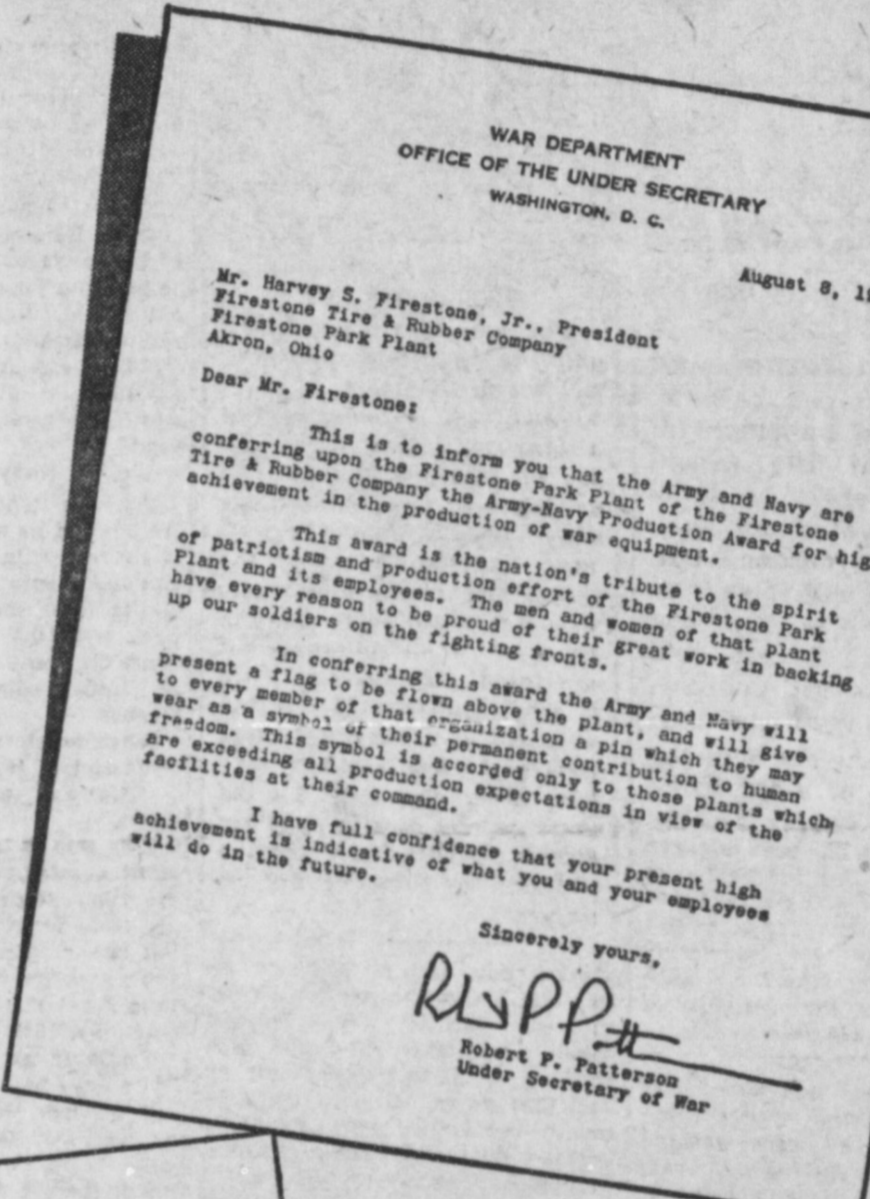 WAR DEPARTMENT
OFFICE OF THE UNDER SECRETARY
WASHINGTON, D. C.
August 8,
Mr. Harvey S. Firestone, Jr., President
Firestone Tire & Rubber Company
Firestone Park Plant
Akron, Ohio
Dear Mr. Firestone:
This is to inform you that the Army and Navy are
conferring upon the Firestone Park Plant of the Firestone
Tire & Rubber Company the Army-Navy Production Award for hig
achievement in the production of war equipment.
This award is the nation's tribute to the spirit
of patriotism and production effort of the Firestone Park
Plant and its employees. The men and women of that plant
have every reason to be proud of their great work in backing
up our soldiers on the fighting fronts.
In conferring this award the Army and Navy will
present a flag to be flown above the plant, and will give
to every member of that organization a pin which they may
wear as a symbol of their permanent contribution to human
freedom. This symbol is accorded only to those plants which
are exceeding all production expectations in view of the
facilities at their command.
I have full confidence that your present high
achievement is indicative of what you and your employees
will do in the future.
Sincerely yours,
Robert P. Patterson
Under Secretary of War